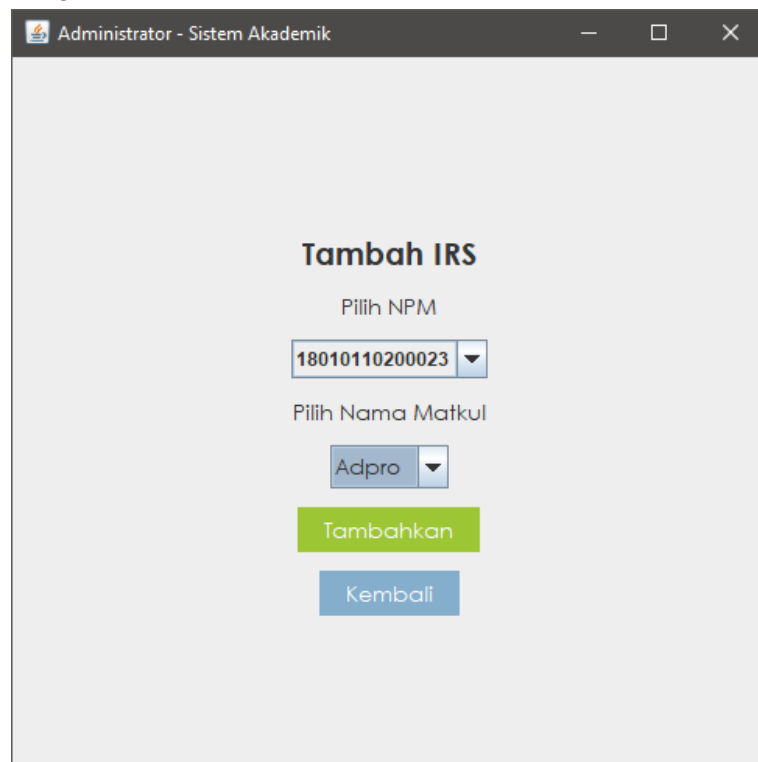 Administrator - Sistem Akademik
Tambah IRS
Pilih NPM
18010110200023
Pilih Nama Matkul
Adpro
Tambahkan
Kembali